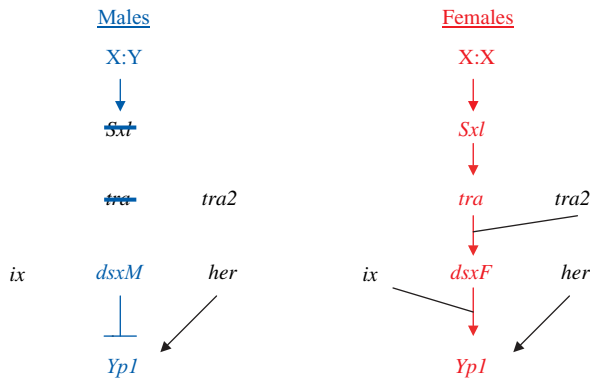 Males Females
X:Y X:X
Sxl Sxl
tra tra2 tra tra2
ix dsxM her ix dsxF her
Yp1 Yp1